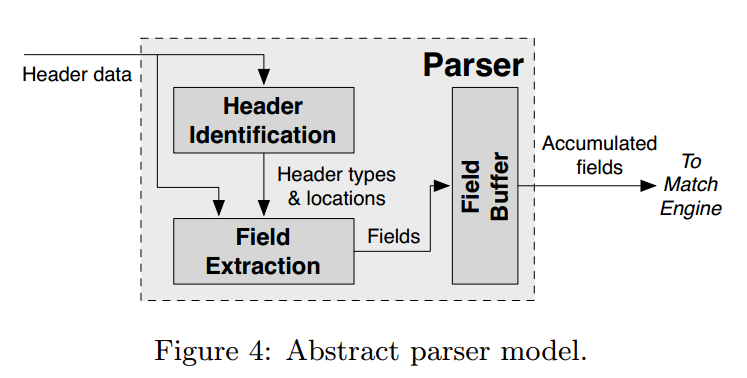 Parser
Header data
Header
Identification
Header types
& locations
Field
Extraction
Fields
Field
Buffer
Accumulated
fields
To
Match
Engine
Figure 4: Abstract parser model.